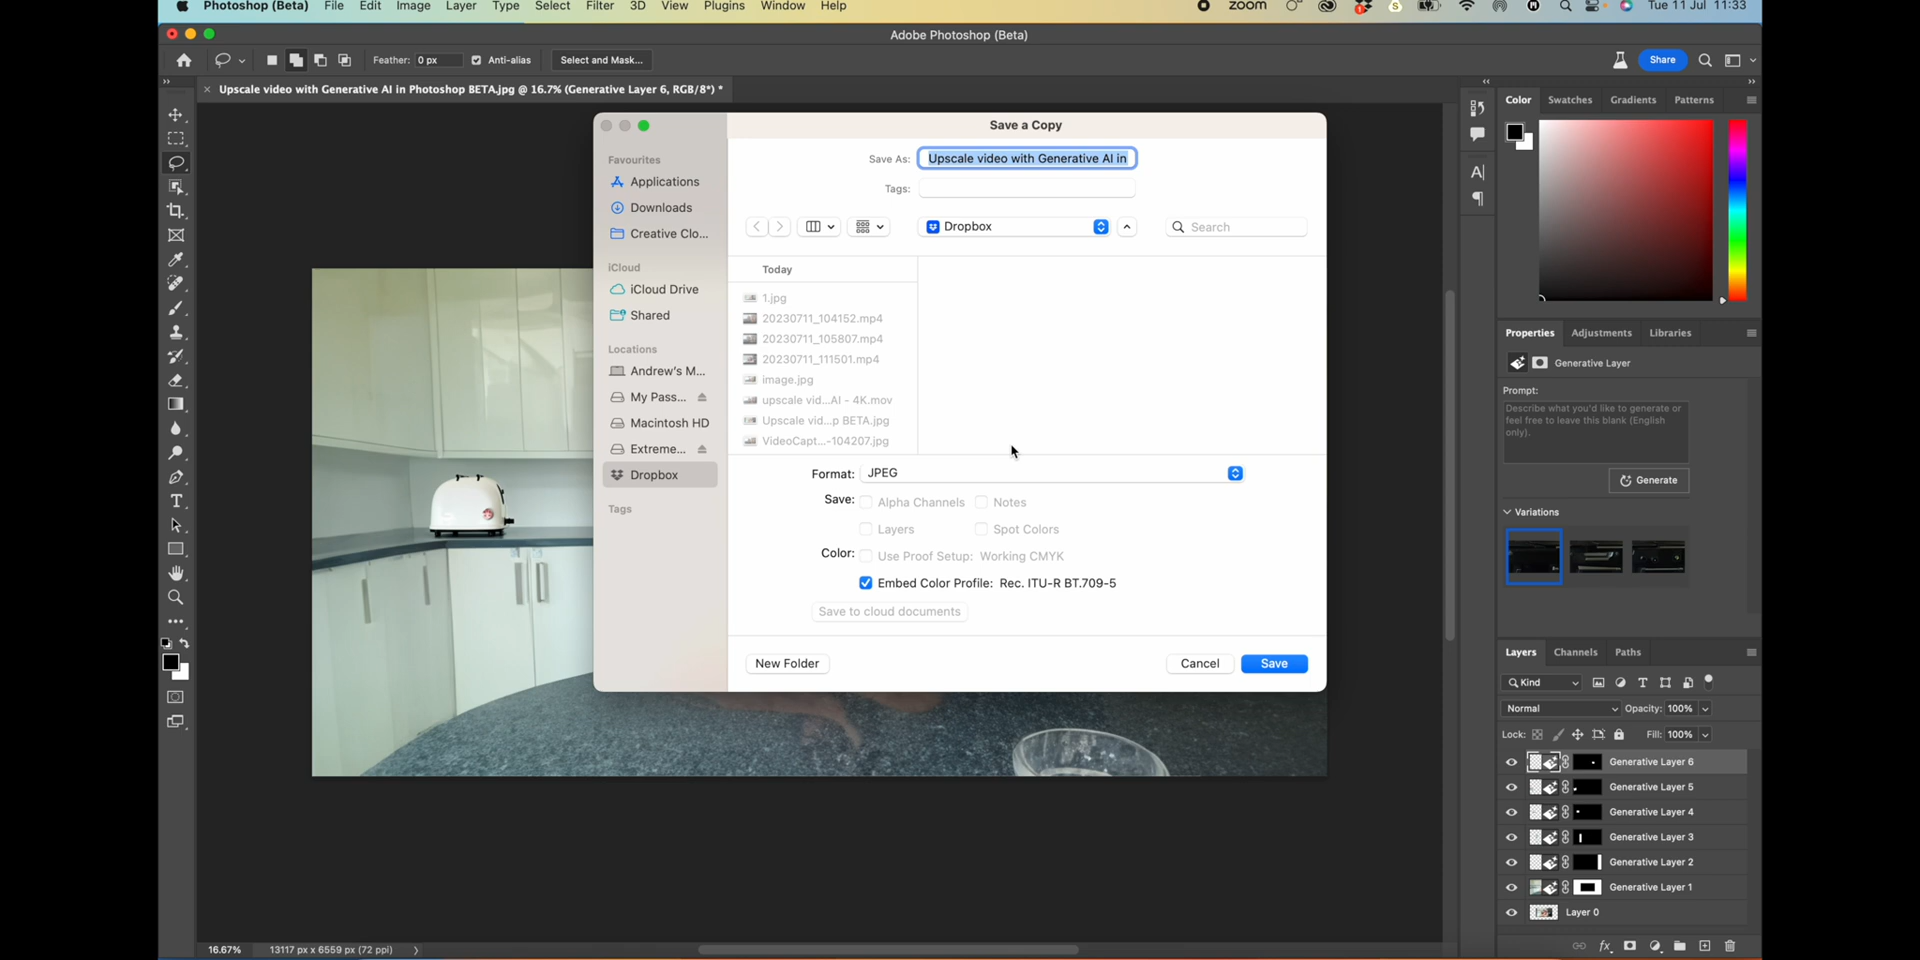 Photoshop (Beta) File Edit Image Layer Type Select Filter 3D View Plugins Window Help
zoom Tue 11 Jul 11:33
Adobe Photoshop (Beta)
Feather: 0 px Anti-alias Select and Mask... Share
Upscale video with Generative AI in Photoshop BETA.jpg @ 16.7% (Generative Layer 6, RGB/8*) *
Save a Copy
Save As: Upscale video with Generative AI in
Tags:
Dropbox
Search
Favourites
Applications
Downloads
Creative Clo...
iCloud
iCloud Drive
Shared
Locations
Andrew's M...
My Pass...
Macintosh HD
Extreme...
Dropbox
Tags
Today
1.jpg
20230711_104152.mp4
20230711_105807.mp4
20230711_111501.mp4
image.jpg
upscale vid...AI - 4K.mov
Upscale vid...p BETA.jpg
VideoCapt...-104207.jpg
Format: JPEG
Save: Alpha Channels Notes
Layers Spot Colors
Color: Use Proof Setup: Working CMYK
Embed Color Profile: Rec. ITU-R BT.709-5
Save to cloud documents
New Folder Cancel Save
Color Swatches Gradients Patterns
Properties Adjustments Libraries
Generative Layer
Prompt:
Describe what you'd like to generate or
feel free to leave this blank (English
only).
Generate
Variations
Layers Channels Paths
Kind
Normal Opacity: 100%
Lock: Fill: 100%
Generative Layer 6
Generative Layer 5
Generative Layer 4
Generative Layer 3
Generative Layer 2
Generative Layer 1
Layer 0
16.67% 13117 px x 6559 px (72 ppi)